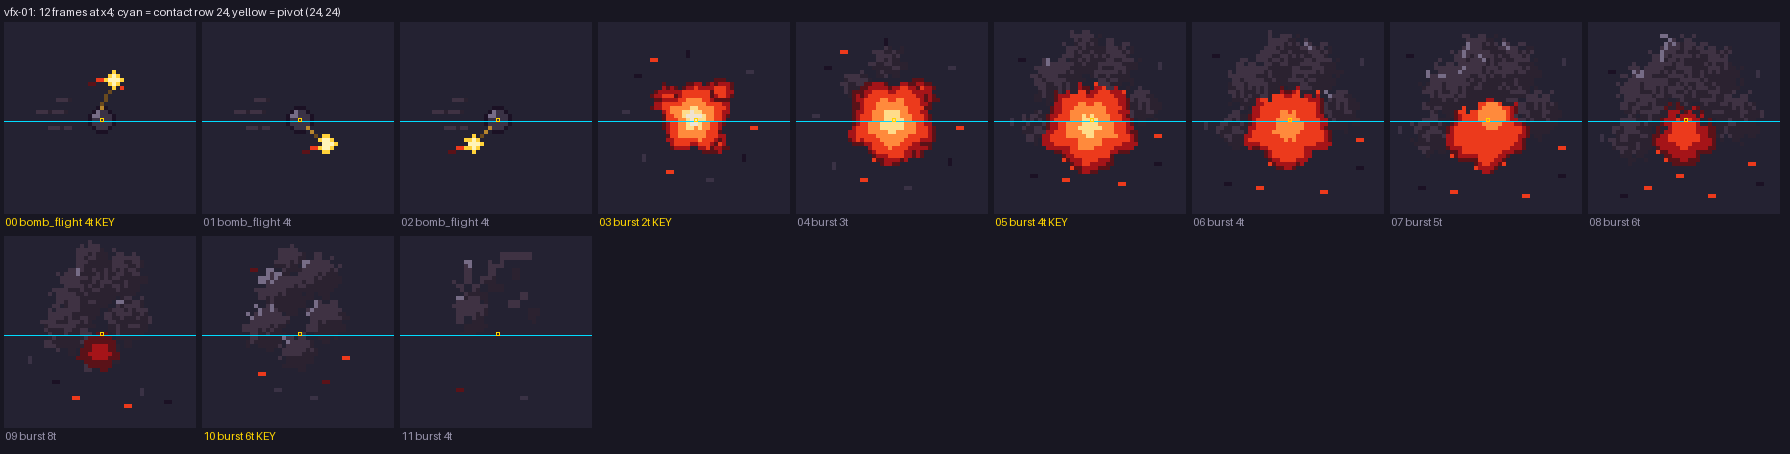 vfx-01: 12 frames at x4; cyan = contact row 24, yellow = pivot (24, 24)
00 bomb_flight 4t KEY
01 bomb_flight 4t
02 bomb_flight 4t
03 burst 2t KEY
04 burst 3t
05 burst 4t KEY
06 burst 4t
07 burst 5t
08 burst 6t
09 burst 8t
10 burst 6t KEY
11 burst 4t